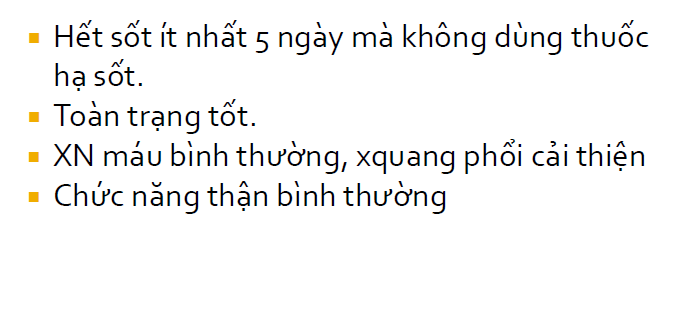 Hết sốt ít nhất 5 ngày mà không dùng thuốc
hạ sốt.
Toàn trạng tốt.
XN máu bình thường, xquang phổi cải thiện
Chức năng thận bình thường